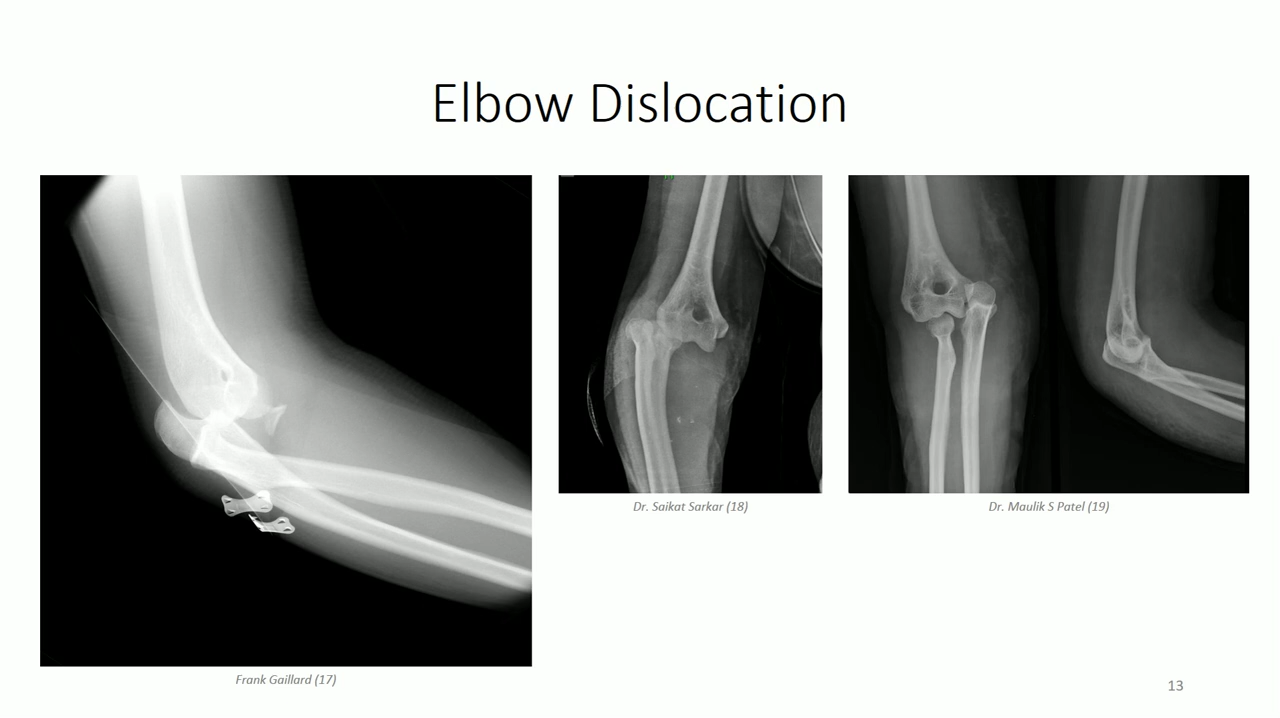 Elbow Dislocation
Dr. Saikat Sarkar (18)
Dr. Maulik S Patel (19)
Frank Gaillard (17)
13